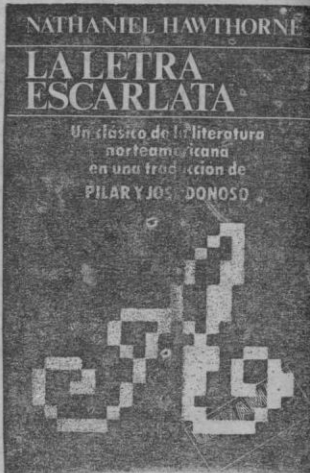 NATHANIEL HAWTHORNE
LA LETRA
ESCARLATA
Un clásico de la literatura
norteamericana
en una traducción de
PILAR Y JOSÉ DONOSO